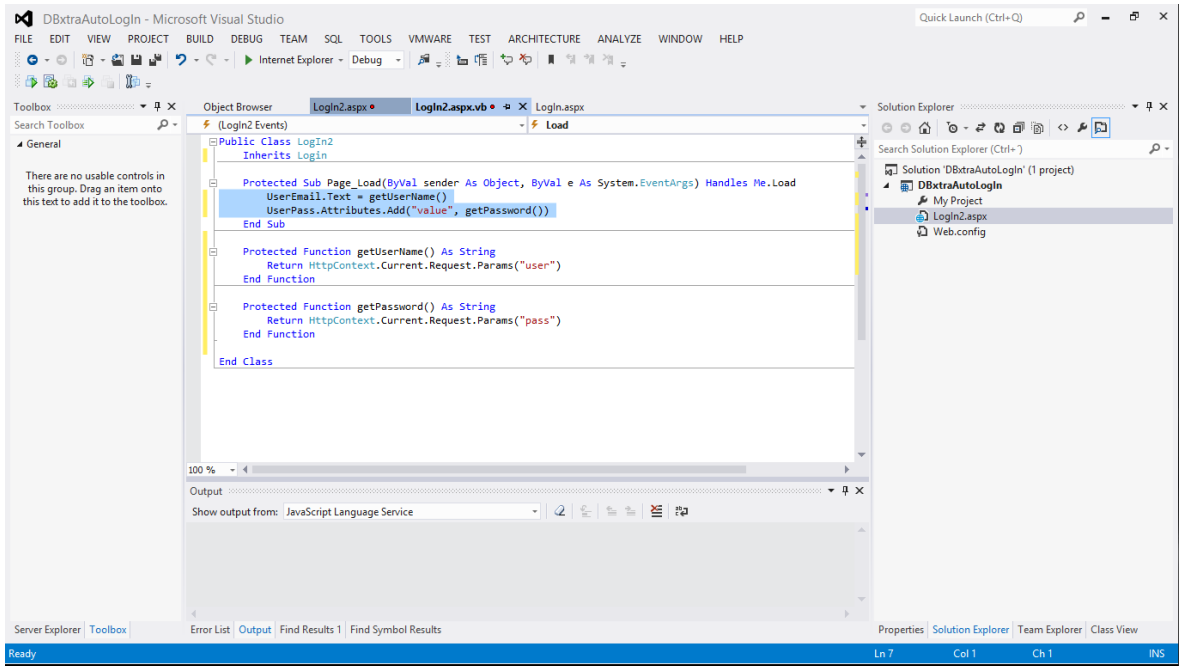 DBxtraAutoLogIn - Microsoft Visual Studio
Quick Launch (Ctrl+Q)
FILE EDIT VIEW PROJECT BUILD DEBUG TEAM SQL TOOLS VMWARE TEST ARCHITECTURE ANALYZE WINDOW HELP
Internet Explorer Debug
Toolbox
Search Toolbox
General
There are no usable controls in
this group. Drag an item onto
this text to add it to the toolbox.
Object Browser LogIn2.aspx LogIn2.aspx.vb LogIn.aspx
(LogIn2 Events) Load
Public Class LogIn2
Inherits Login
Protected Sub Page_Load(ByVal sender As Object, ByVal e As System.EventArgs) Handles Me.Load
UserEmail.Text = getUserName()
UserPass.Attributes.Add("value", getPassword())
End Sub
Protected Function getUserName() As String
Return HttpContext.Current.Request.Params("user")
End Function
Protected Function getPassword() As String
Return HttpContext.Current.Request.Params("pass")
End Function
End Class
100 %
Output
Show output from: JavaScript Language Service
Solution Explorer
Search Solution Explorer (Ctrl+´)
Solution 'DBxtraAutoLogIn' (1 project)
DBxtraAutoLogIn
My Project
LogIn2.aspx
Web.config
Server Explorer Toolbox
Error List Output Find Results 1 Find Symbol Results
Properties Solution Explorer Team Explorer Class View
Ready
Ln 7 Col 1 Ch 1 INS